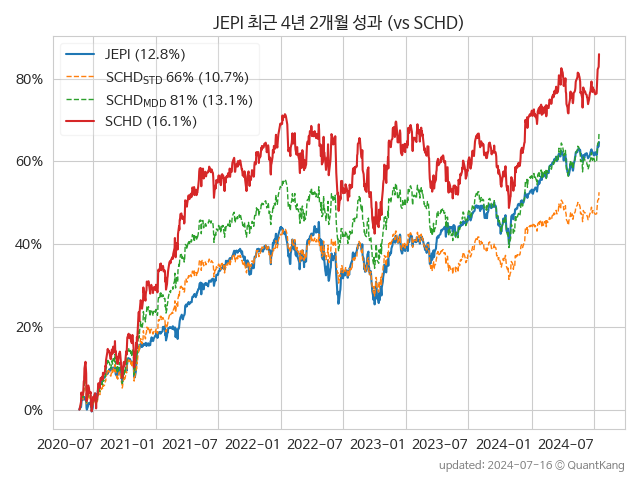 JEPI 최근 4년 2개월 성과 (vs SCHD)
JEPI (12.8%)
SCHD_STD 66% (10.7%)
SCHD_MDD 81% (13.1%)
SCHD (16.1%)
80%
60%
40%
20%
0%
2020-07 2021-01 2021-07 2022-01 2022-07 2023-01 2023-07 2024-01 2024-07
updated: 2024-07-16 © QuantKang